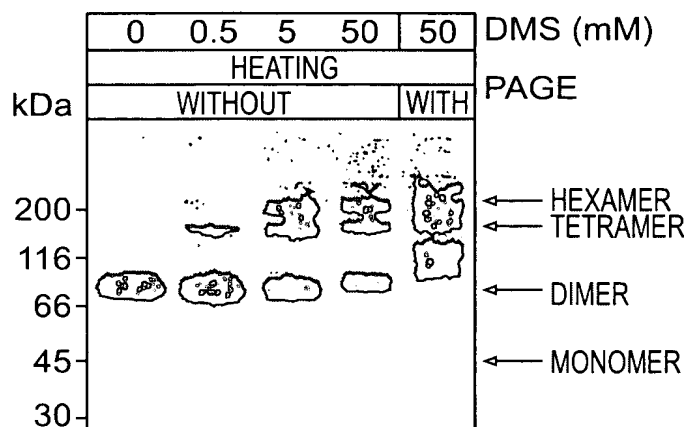 0 0.5 5 50 50 DMS (mM)
HEATING
WITHOUT WITH PAGE
kDa
200
116
66
45
30
HEXAMER
TETRAMER
DIMER
MONOMER